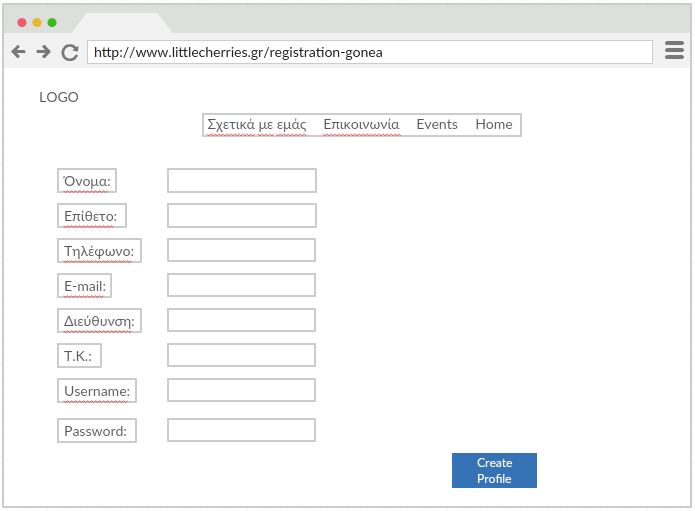 http://www.littlecherries.gr/registration-gonea
LOGO
Σχετικά με εμάς Επικοινωνία Events Home
Όνομα:
Επίθετο:
Τηλέφωνο:
E-mail:
Διεύθυνση:
Τ.Κ.:
Username:
Password:
Create
Profile